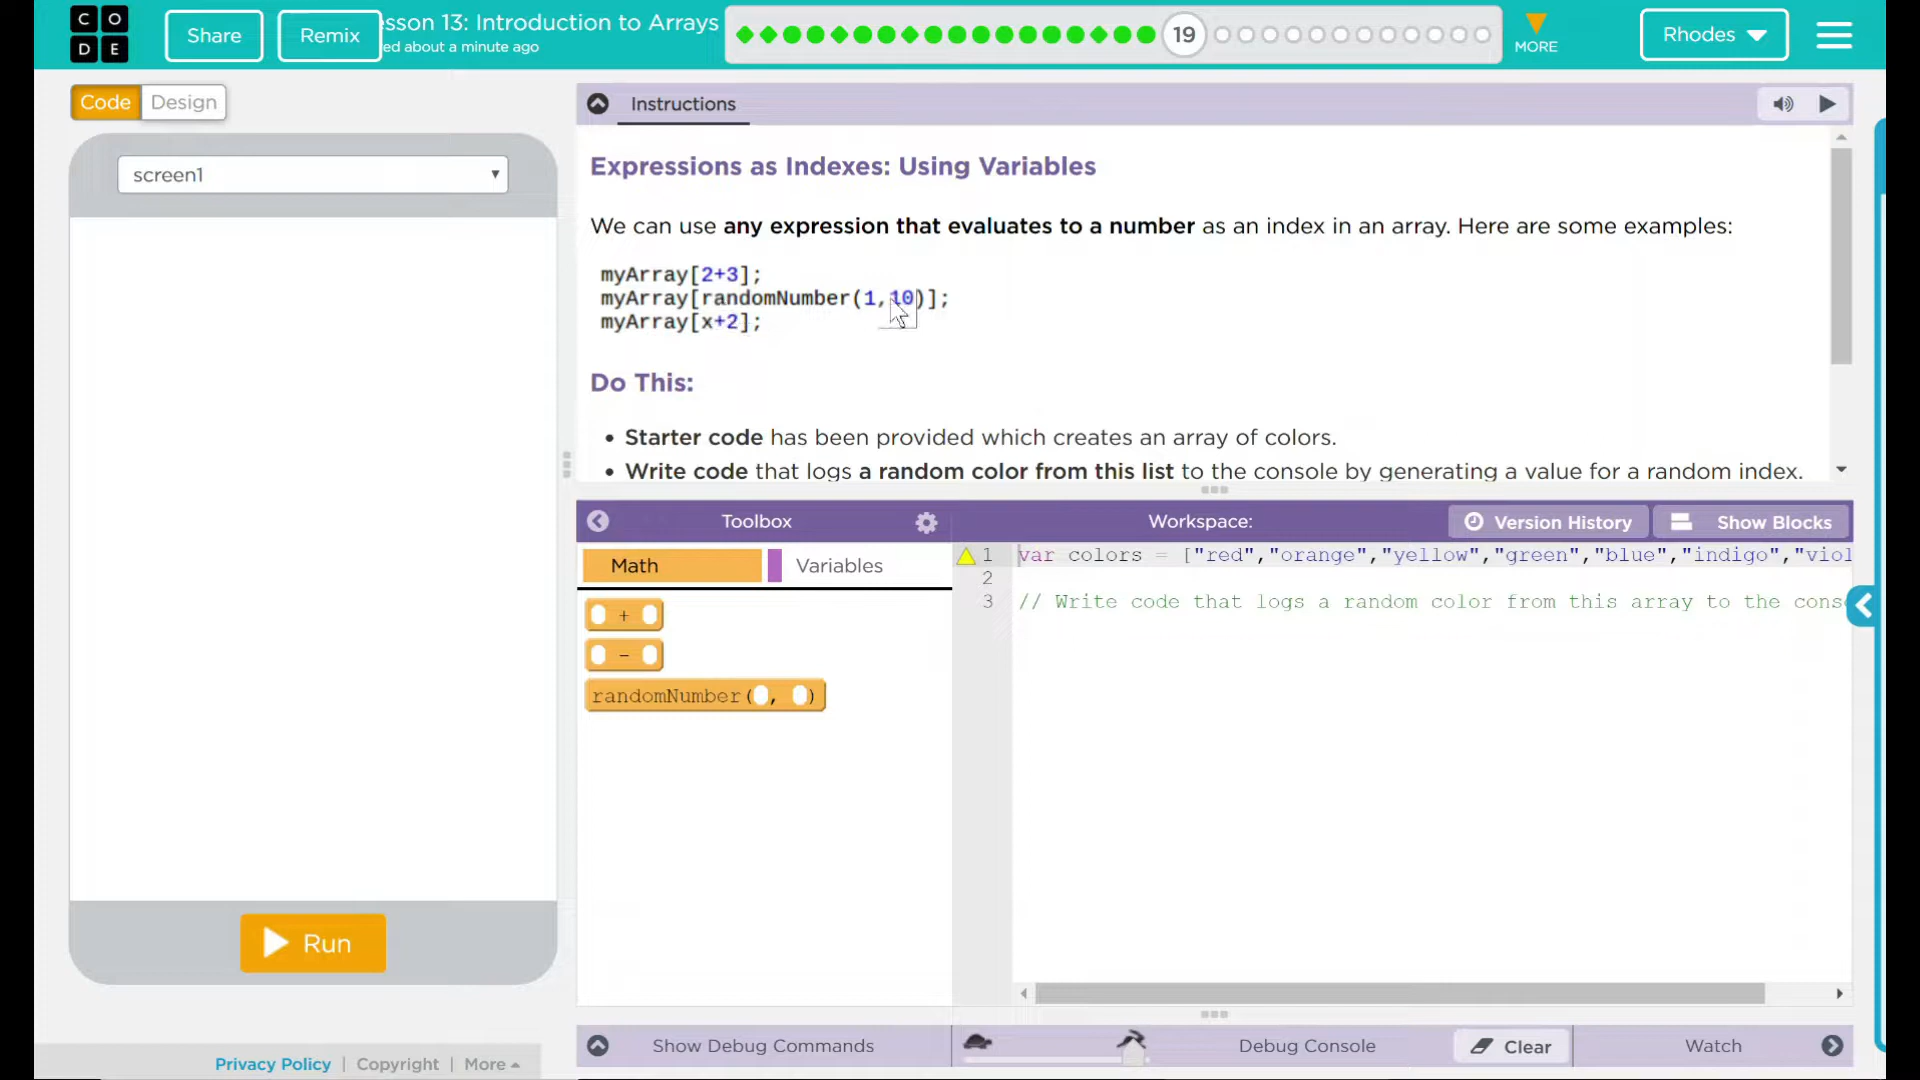 CODE
Share
Remix
esson 13: Introduction to Arrays
ed about a minute ago
19
MORE
Rhodes
Code
Design
screen1
Run
Privacy Policy | Copyright | More
Instructions
Expressions as Indexes: Using Variables
We can use any expression that evaluates to a number as an index in an array. Here are some examples:
myArray[2+3];
myArray[randomNumber(1,10)];
myArray[x+2];
Do This:
• Starter code has been provided which creates an array of colors.
• Write code that logs a random color from this list to the console by generating a value for a random index.
Toolbox
Workspace:
Version History
Show Blocks
Math
Variables
+
-
randomNumber( , )
1 var colors = ["red","orange","yellow","green","blue","indigo","viol
2
3 // Write code that logs a random color from this array to the cons
Show Debug Commands
Debug Console
Clear
Watch